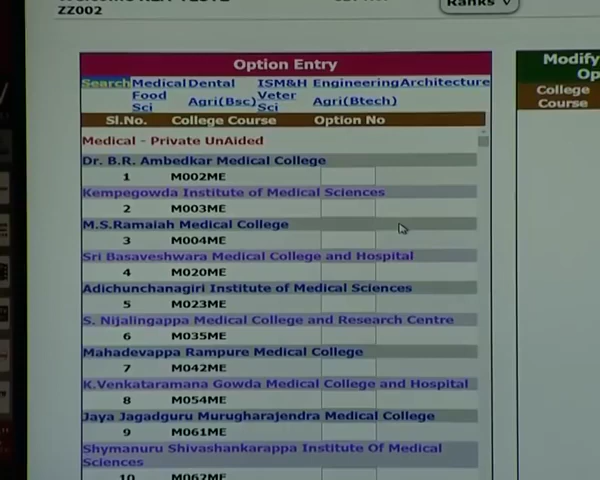 ZZ002
Ranks
Option Entry
Modify
Op
Search Medical Dental ISM&H Engineering Architecture
Food Sci Agri(Bsc) Veter Sci Agri(Btech)
College
Course
Sl.No. College Course Option No
Medical - Private UnAided
Dr. B.R. Ambedkar Medical College
1 M002ME
Kempegowda Institute of Medical Sciences
2 M003ME
M.S.Ramaiah Medical College
3 M004ME
Sri Basaveshwara Medical College and Hospital
4 M020ME
Adichunchanagiri Institute of Medical Sciences
5 M023ME
S. Nijalingappa Medical College and Research Centre
6 M035ME
Mahadevappa Rampure Medical College
7 M042ME
K.Venkataramana Gowda Medical College and Hospital
8 M054ME
Jaya Jagadguru Murugharajendra Medical College
9 M061ME
Shymanuru Shivashankarappa Institute Of Medical
Sciences
10 M062ME